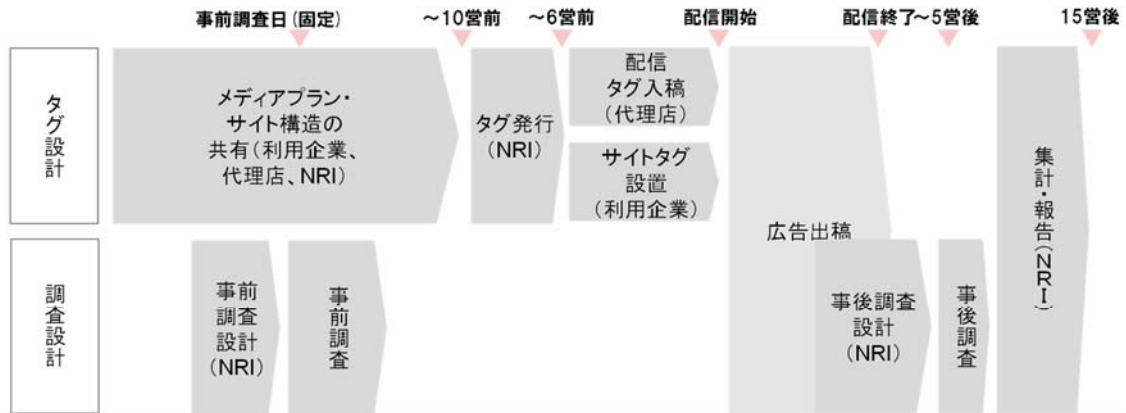 事前調査日(固定)
～10営前
～6営前
配信開始
配信終了～5営後
15営後
タグ設計
メディアプラン・
サイト構造の
共有(利用企業、
代理店、NRI)
タグ発行
(NRI)
配信
タグ入稿
(代理店)
サイトタグ
設置
(利用企業)
広告出稿
集計・報告(NRI)
調査設計
事前
調査
設計
(NRI)
事前調査
事後調査
設計
(NRI)
事後調査